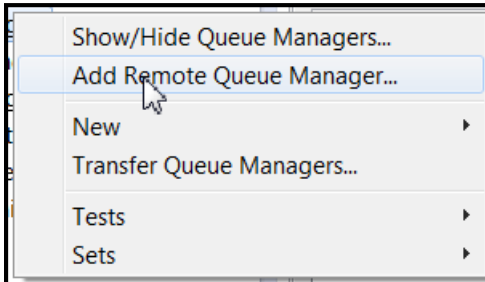 Show/Hide Queue Managers...
Add Remote Queue Manager...
New
Transfer Queue Managers...
Tests
Sets